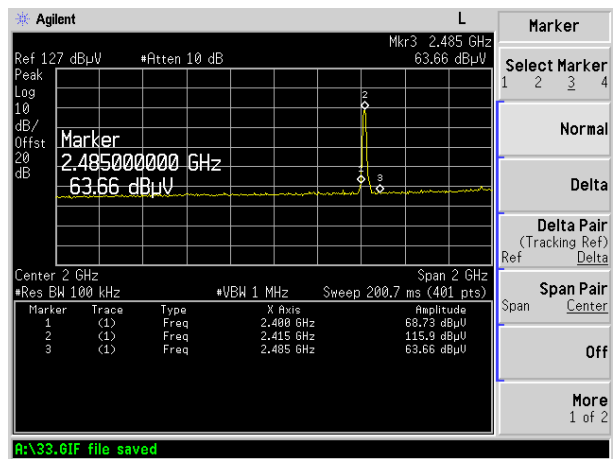 Agilent
L
Mkr3 2.485 GHz
Ref 127 dBµV #Atten 10 dB 63.66 dBµV
Peak
Log
10
dB/
Offst
20
dB
2
1
3
Marker
2.485000000 GHz
63.66 dBµV
Center 2 GHz Span 2 GHz
#Res BW 100 kHz #VBW 1 MHz Sweep 200.7 ms (401 pts)
Marker Trace Type X Axis Amplitude
1 (1) Freq 2.400 GHz 68.73 dBµV
2 (1) Freq 2.415 GHz 115.9 dBµV
3 (1) Freq 2.485 GHz 63.66 dBµV
A:\33.GIF file saved
Marker
Select Marker
1 2 3 4
Normal
Delta
Delta Pair
(Tracking Ref)
Ref Delta
Span Pair
Span Center
Off
More
1 of 2